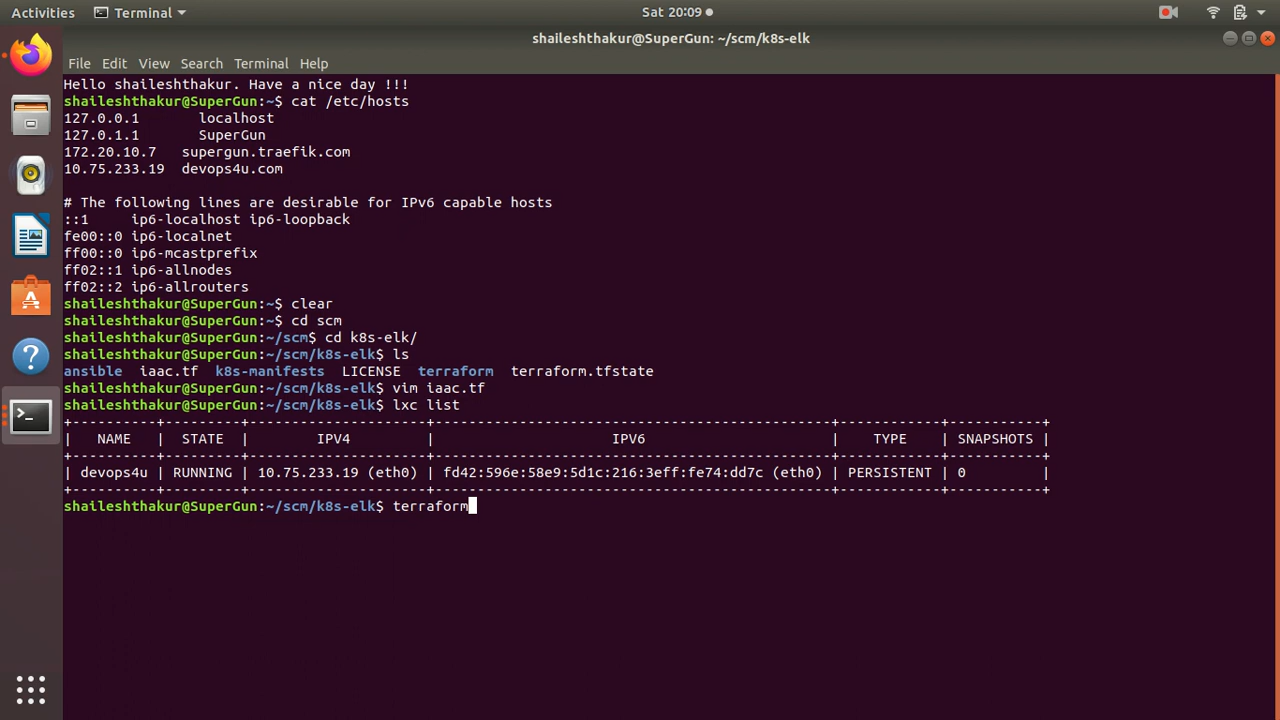 Activities Terminal Sat 20:09
shaileshthakur@SuperGun: ~/scm/k8s-elk
File Edit View Search Terminal Help
Hello shaileshthakur. Have a nice day !!!
shaileshthakur@SuperGun:~$ cat /etc/hosts
127.0.0.1       localhost
127.0.1.1       SuperGun
172.20.10.7   supergun.traefik.com
10.75.233.19  devops4u.com
# The following lines are desirable for IPv6 capable hosts
::1     ip6-localhost ip6-loopback
fe00::0 ip6-localnet
ff00::0 ip6-mcastprefix
ff02::1 ip6-allnodes
ff02::2 ip6-allrouters
shaileshthakur@SuperGun:~$ clear
shaileshthakur@SuperGun:~$ cd scm
shaileshthakur@SuperGun:~/scm$ cd k8s-elk/
shaileshthakur@SuperGun:~/scm/k8s-elk$ ls
ansible  iaac.tf  k8s-manifests  LICENSE  terraform  terraform.tfstate
shaileshthakur@SuperGun:~/scm/k8s-elk$ vim iaac.tf
shaileshthakur@SuperGun:~/scm/k8s-elk$ lxc list
+----------+---------+---------------------+-----------------------------------------------+------------+-----------+
|   NAME   |  STATE  |        IPV4         |                     IPV6                      |    TYPE    | SNAPSHOTS |
+----------+---------+---------------------+-----------------------------------------------+------------+-----------+
| devops4u | RUNNING | 10.75.233.19 (eth0) | fd42:596e:58e9:5d1c:216:3eff:fe74:dd7c (eth0) | PERSISTENT | 0         |
+----------+---------+---------------------+-----------------------------------------------+------------+-----------+
shaileshthakur@SuperGun:~/scm/k8s-elk$ terraform